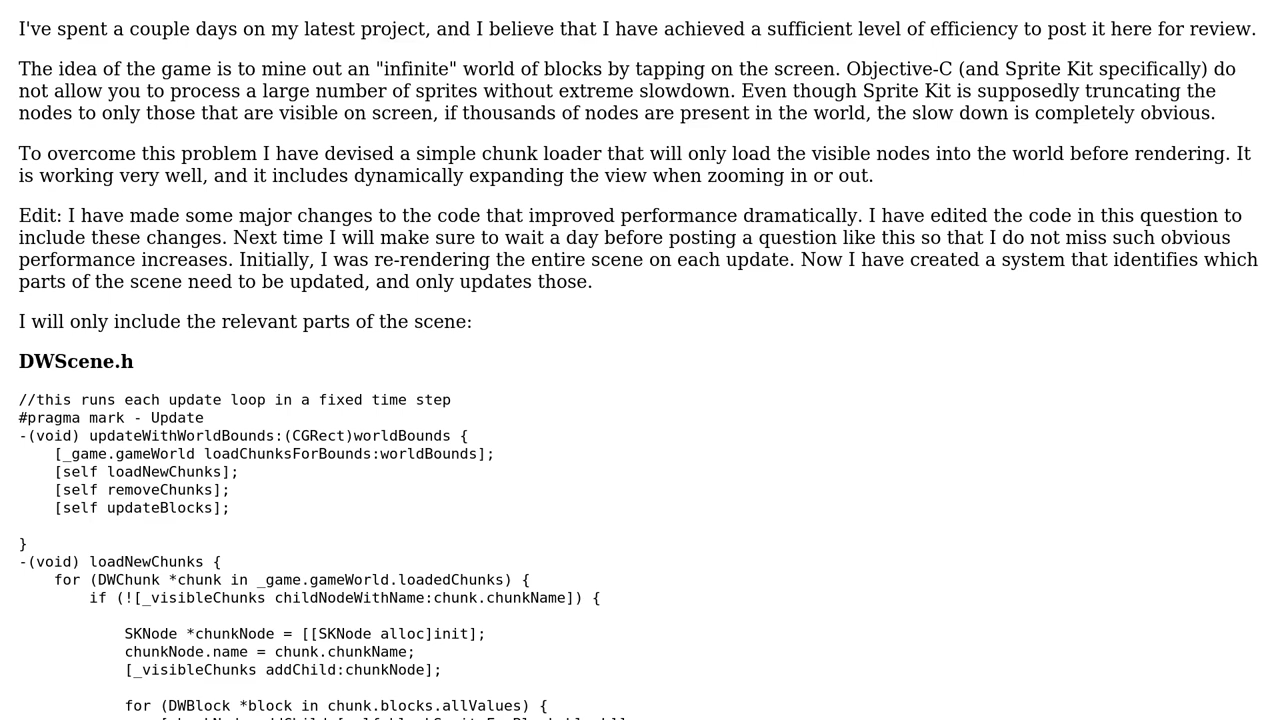 I've spent a couple days on my latest project, and I believe that I have achieved a sufficient level of efficiency to post it here for review.
The idea of the game is to mine out an "infinite" world of blocks by tapping on the screen. Objective-C (and Sprite Kit specifically) do
not allow you to process a large number of sprites without extreme slowdown. Even though Sprite Kit is supposedly truncating the
nodes to only those that are visible on screen, if thousands of nodes are present in the world, the slow down is completely obvious.
To overcome this problem I have devised a simple chunk loader that will only load the visible nodes into the world before rendering. It
is working very well, and it includes dynamically expanding the view when zooming in or out.
Edit: I have made some major changes to the code that improved performance dramatically. I have edited the code in this question to
include these changes. Next time I will make sure to wait a day before posting a question like this so that I do not miss such obvious
performance increases. Initially, I was re-rendering the entire scene on each update. Now I have created a system that identifies which
parts of the scene need to be updated, and only updates those.
I will only include the relevant parts of the scene:
DWScene.h
//this runs each update loop in a fixed time step
#pragma mark - Update
-(void) updateWithWorldBounds:(CGRect)worldBounds {
    [_game.gameWorld loadChunksForBounds:worldBounds];
    [self loadNewChunks];
    [self removeChunks];
    [self updateBlocks];
}
-(void) loadNewChunks {
    for (DWChunk *chunk in _game.gameWorld.loadedChunks) {
        if (![_visibleChunks childNodeWithName:chunk.chunkName]) {
            SKNode *chunkNode = [[SKNode alloc]init];
            chunkNode.name = chunk.chunkName;
            [_visibleChunks addChild:chunkNode];
            for (DWBlock *block in chunk.blocks.allValues) {